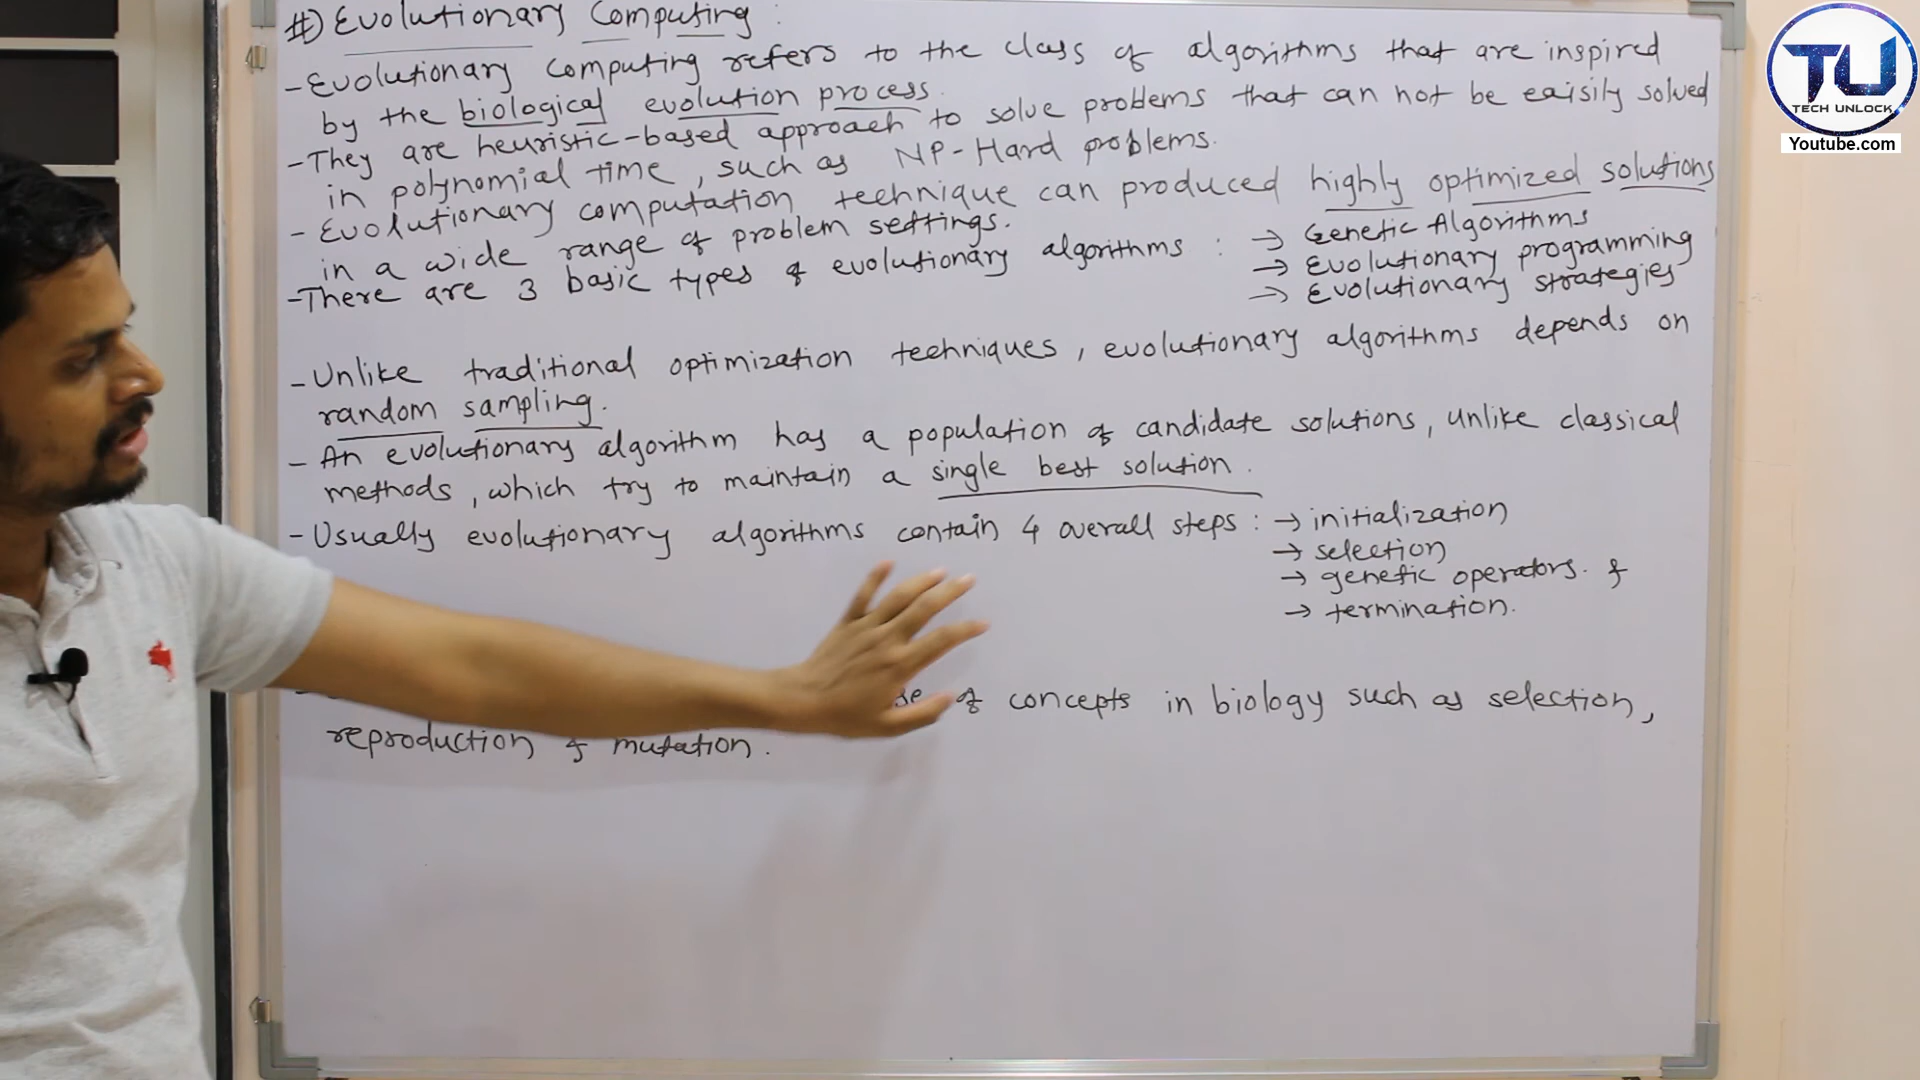 #) Evolutionary Computing :
- Evolutionary computing refers to the class of algorithms that are inspired
by the biological evolution process.
- They are heuristic-based approach to solve problems that can not be eaisily solved
in polynomial time, such as NP-Hard problems.
- Evolutionary computation technique can produced highly optimized solutions
in a wide range of problem settings.
- There are 3 basic types of evolutionary algorithms : → Genetic Algorithms
→ Evolutionary programming
→ Evolutionary strategies
- Unlike traditional optimization techniques, evolutionary algorithms depends on
random sampling.
- An evolutionary algorithm has a population of candidate solutions, unlike classical
methods, which try to maintain a single best solution.
- Usually evolutionary algorithms contain 4 overall steps : → initialization
→ selection
→ genetic operators &
→ termination.
of concepts in biology such as selection,
reproduction & mutation.
TU
TECH UNLOCK
Youtube.com